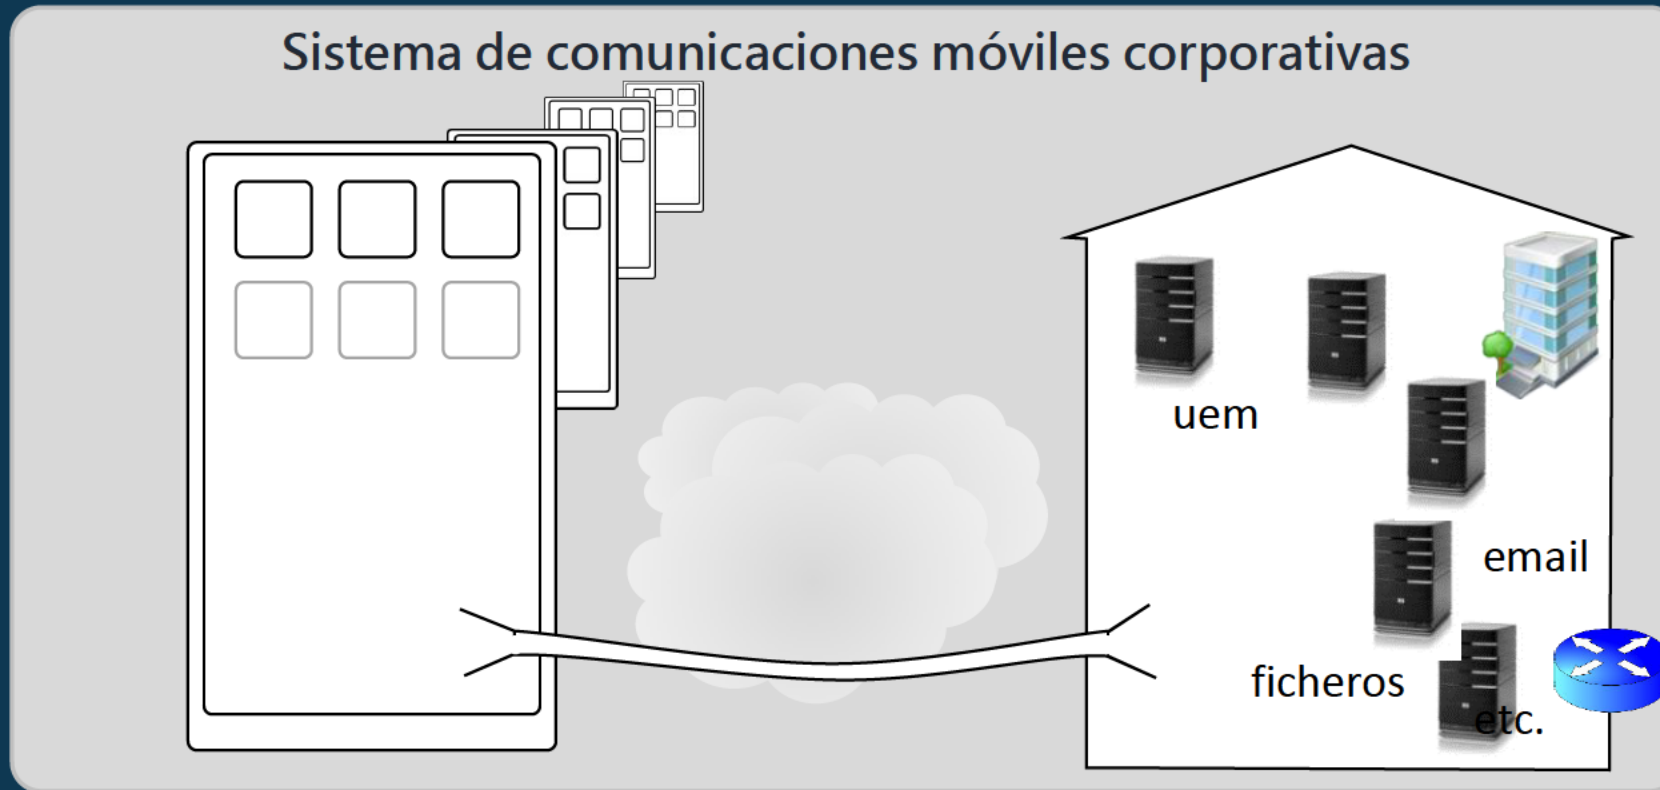 Sistema de comunicaciones móviles corporativas
uem
email
ficheros
etc.